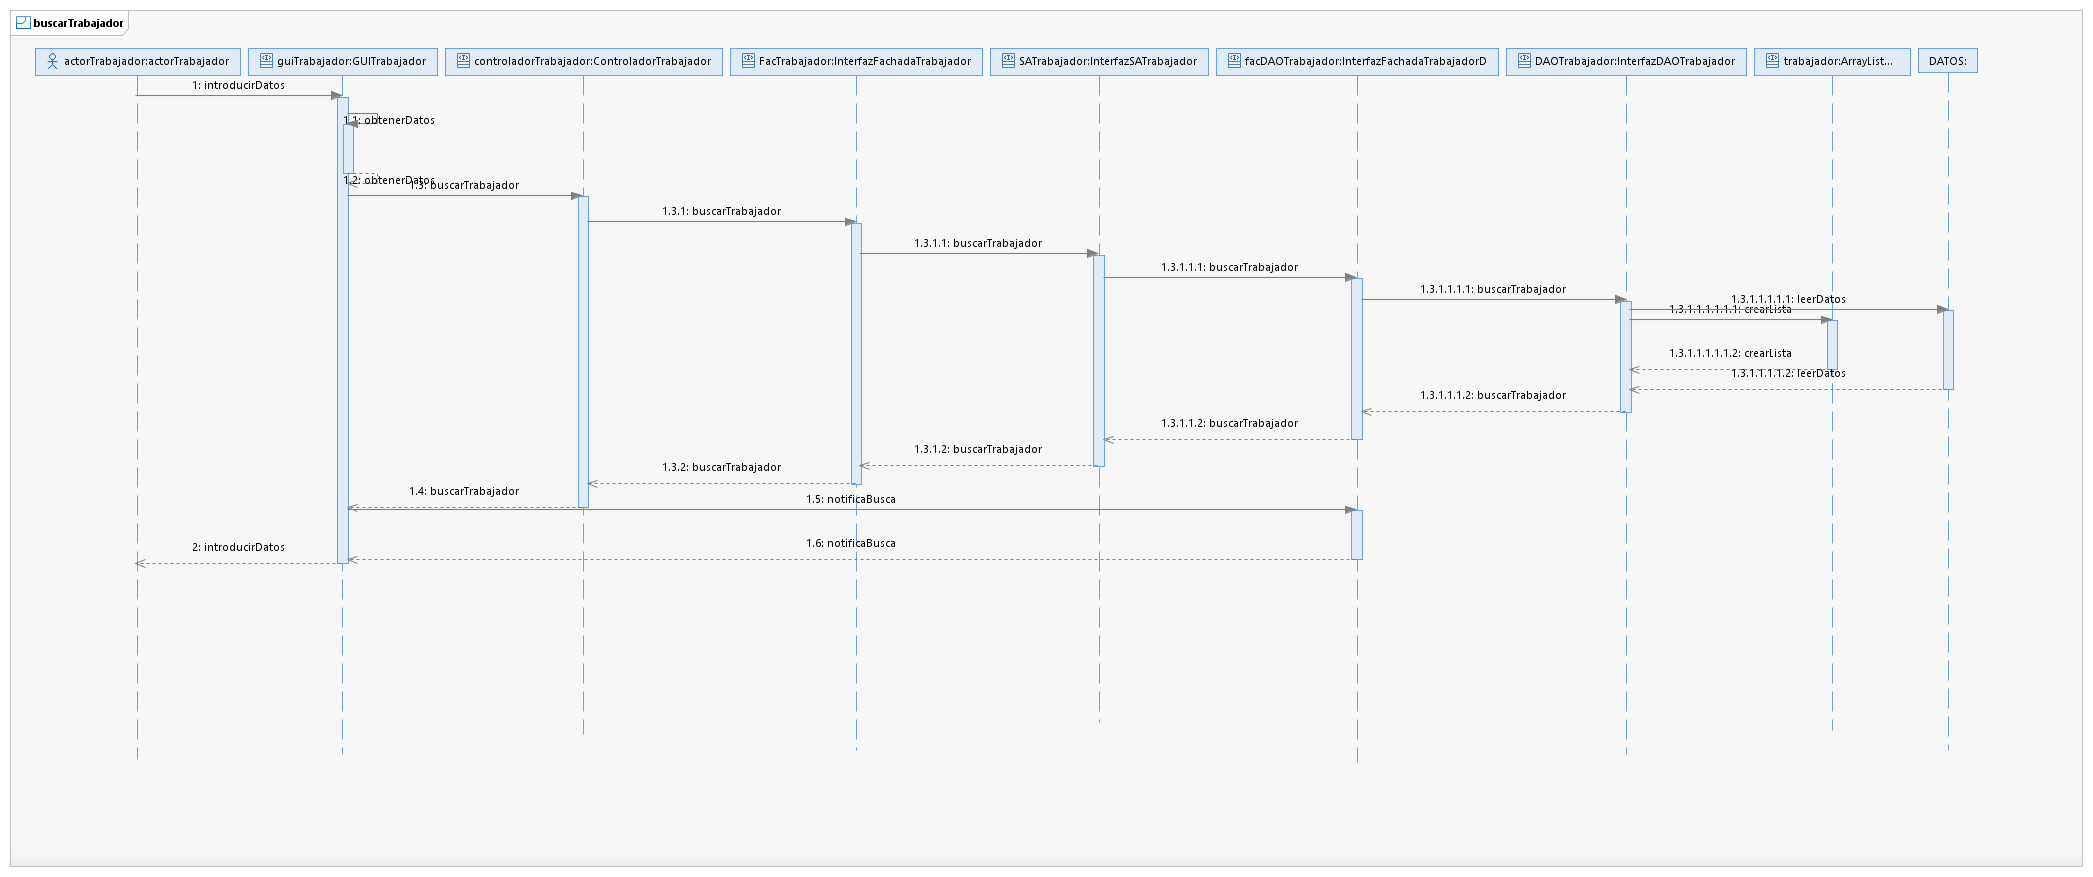 buscarTrabajador
actorTrabajador:actorTrabajador
guiTrabajador:GUITrabajador
controladorTrabajador:ControladorTrabajador
FacTrabajador:InterfazFachadaTrabajador
SATrabajador:InterfazSATrabajador
facDAOTrabajador:InterfazFachadaTrabajadorD
DAOTrabajador:InterfazDAOTrabajador
trabajador:ArrayList...
DATOS:
1: introducirDatos
1.1: obtenerDatos
1.2: obtenerDatos
1.3: buscarTrabajador
1.3.1: buscarTrabajador
1.3.1.1: buscarTrabajador
1.3.1.1.1: buscarTrabajador
1.3.1.1.1.1: buscarTrabajador
1.3.1.1.1.1.1: leerDatos
1.3.1.1.1.1.1.1: crearLista
1.3.1.1.1.1.1.2: crearLista
1.3.1.1.1.1.2: leerDatos
1.3.1.1.1.2: buscarTrabajador
1.3.1.1.2: buscarTrabajador
1.3.1.2: buscarTrabajador
1.3.2: buscarTrabajador
1.4: buscarTrabajador
1.5: notificaBusca
1.6: notificaBusca
2: introducirDatos